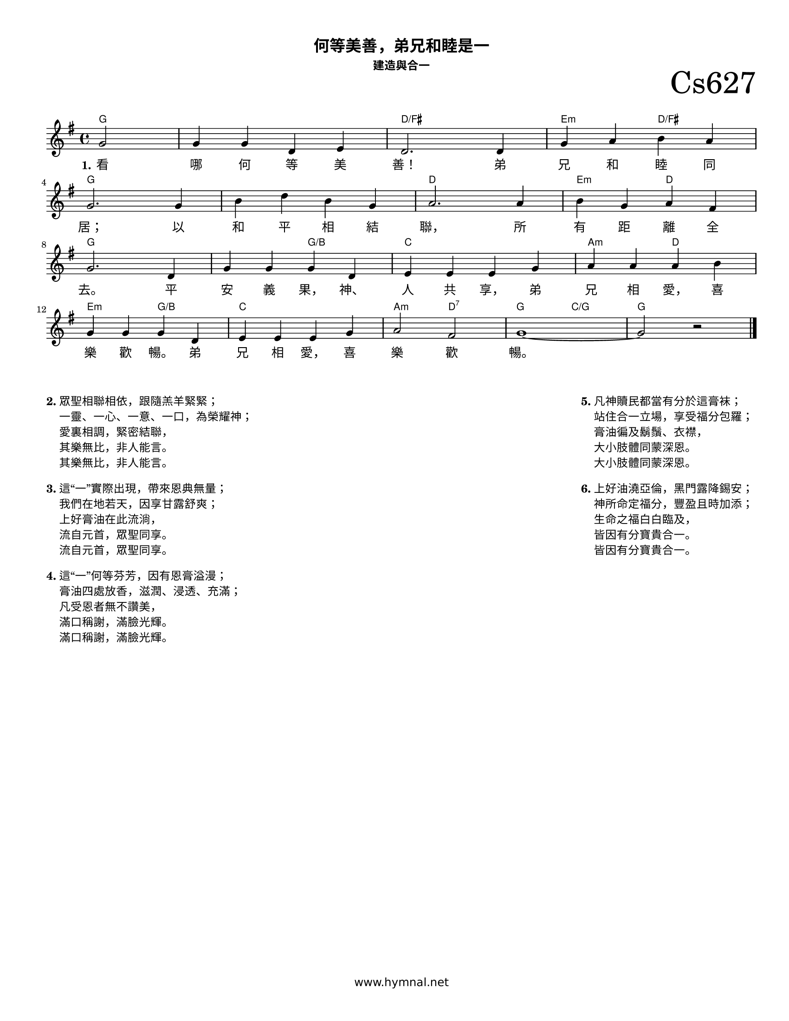 何等美善，弟兄和睦是一
建造與合一
Cs627
G D/F♯ Em D/F♯
1. 看 哪 何 等 美 善！ 弟 兄 和 睦 同
4 G D Em D
居； 以 和 平 相 結 聯， 所 有 距 離 全
8 G G/B C Am D
去。 平 安 義 果，神、 人 共 享，弟 兄 相 愛，喜
12 Em G/B C Am D7 G C/G G
樂 歡 暢。弟 兄 相 愛，喜 樂 歡 暢。
2. 眾聖相聯相依，跟隨羔羊緊緊；
一靈、一心、一意、一口，為榮耀神；
愛裏相調，緊密結聯，
其樂無比，非人能言。
其樂無比，非人能言。
3. 這“一”實際出現，帶來恩典無量；
我們在地若天，因享甘露舒爽；
上好膏油在此流淌，
流自元首，眾聖同享。
流自元首，眾聖同享。
4. 這“一”何等芬芳，因有恩膏溢漫；
膏油四處放香，滋潤、浸透、充滿；
凡受恩者無不讚美，
滿口稱謝，滿臉光輝。
滿口稱謝，滿臉光輝。
5. 凡神贖民都當有分於這膏袜；
站住合一立場，享受福分包羅；
膏油徧及鬍鬚、衣襟，
大小肢體同蒙深恩。
大小肢體同蒙深恩。
6. 上好油澆亞倫，黑門露降錫安；
神所命定福分，豐盈且時加添；
生命之福白白臨及，
皆因有分寶貴合一。
皆因有分寶貴合一。
www.hymnal.net